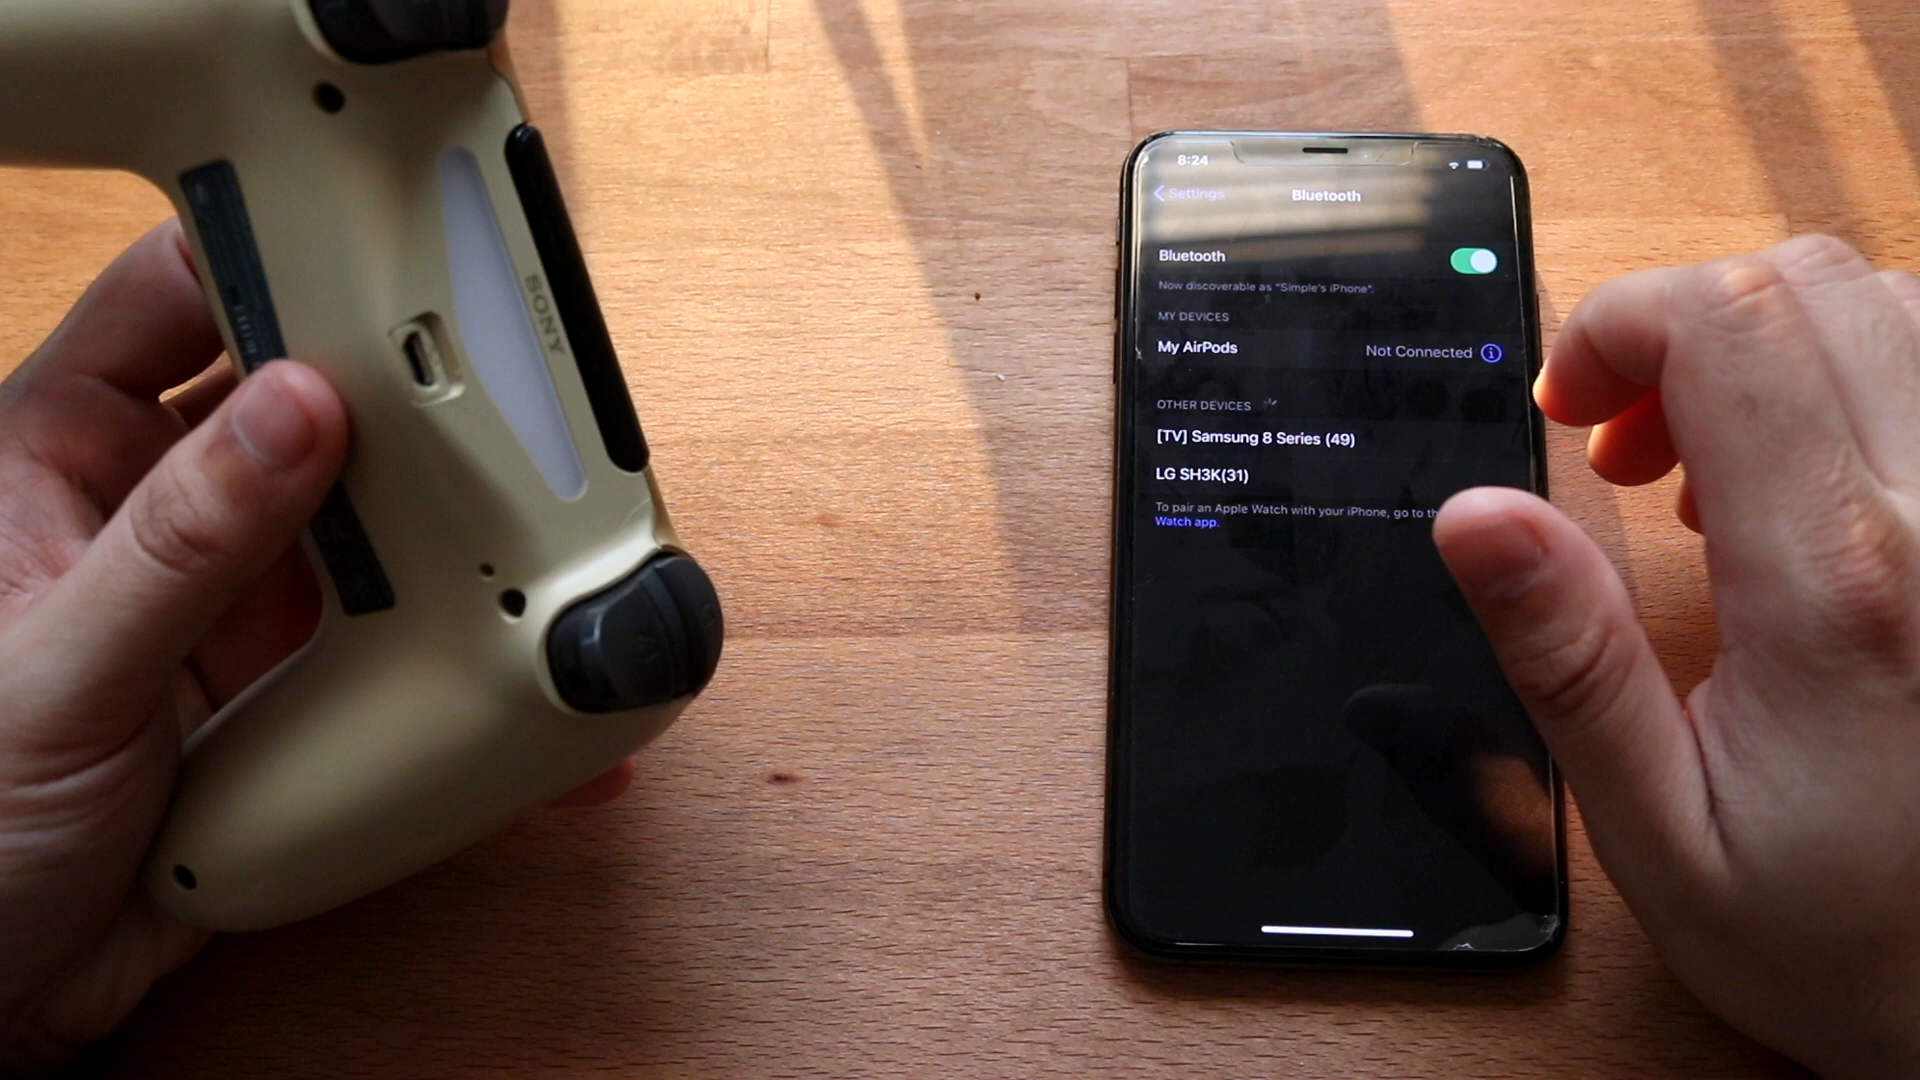 SONY
8:24
Settings
Bluetooth
Bluetooth
Now discoverable as "Simple's iPhone".
MY DEVICES
My AirPods
Not Connected
OTHER DEVICES
[TV] Samsung 8 Series (49)
LG SH3K(31)
To pair an Apple Watch with your iPhone, go to
Watch app.